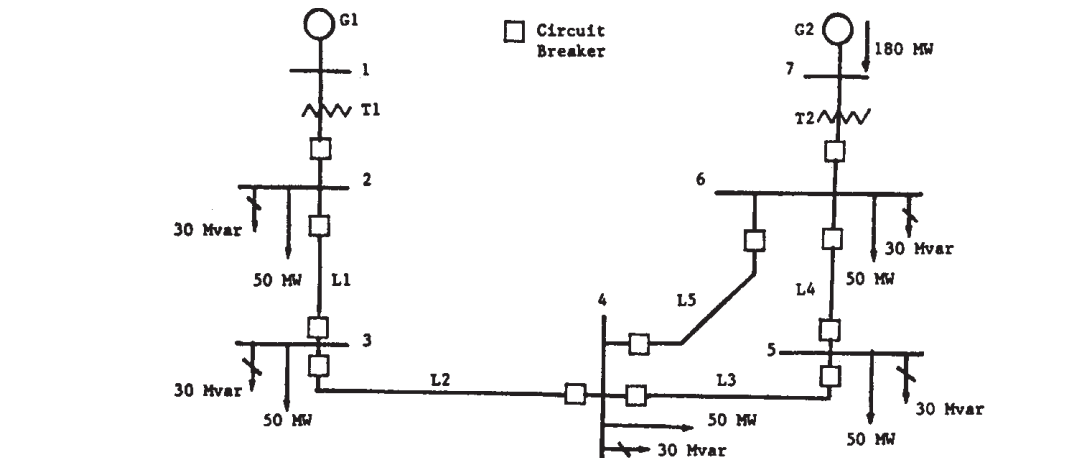 G1
Circuit
Breaker
G2
180 MW
1
7
T1
T2
2
6
30 Mvar
50 MW
L1
30 Mvar
50 MW
L4
4
L5
3
5
30 Mvar
50 MW
L2
L3
50 MW
30 Mvar
50 MW
30 Mvar